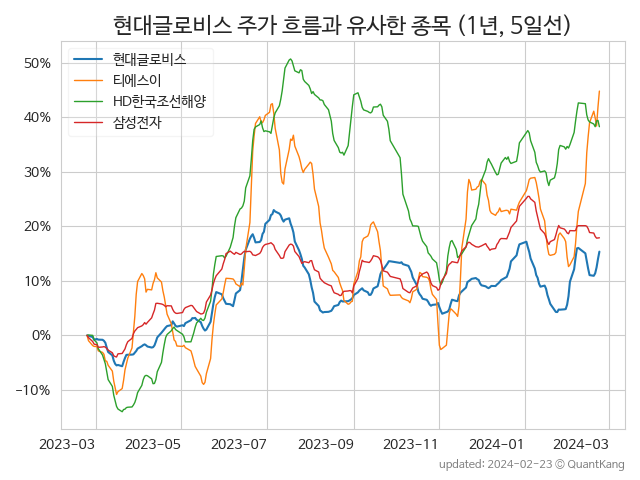 현대글로비스 주가 흐름과 유사한 종목 (1년, 5일선)
현대글로비스
티에스이
HD한국조선해양
삼성전자
50%
40%
30%
20%
10%
0%
−10%
2023-03 2023-05 2023-07 2023-09 2023-11 2024-01 2024-03
updated: 2024-02-23 © QuantKang